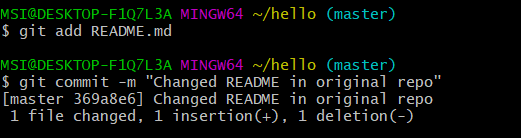 MSI@DESKTOP-F1Q7L3A MINGW64 ~/hello (master)
$ git add README.md
MSI@DESKTOP-F1Q7L3A MINGW64 ~/hello (master)
$ git commit -m "Changed README in original repo"
[master 369a8e6] Changed README in original repo
 1 file changed, 1 insertion(+), 1 deletion(-)